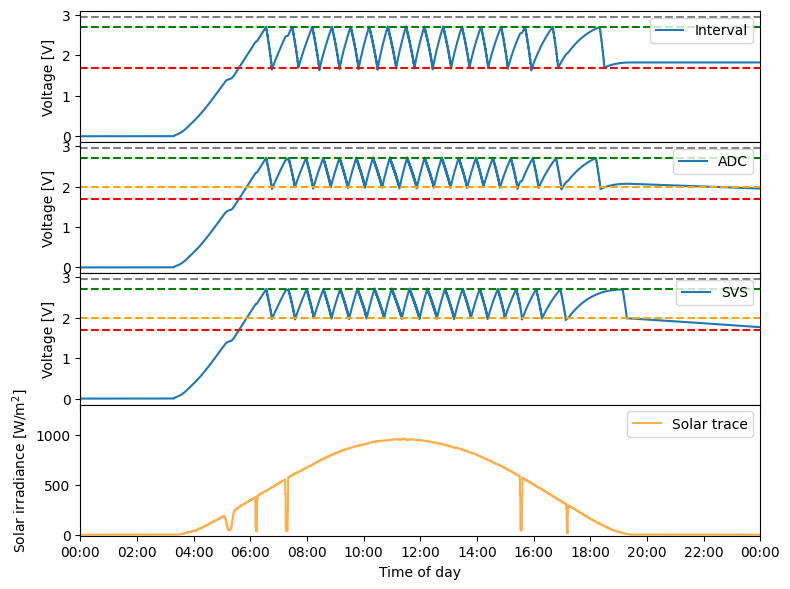 3
2
1
0
Voltage [V]
Interval
3
2
1
0
Voltage [V]
ADC
3
2
1
0
Voltage [V]
SVS
1000
500
0
Solar irradiance [W/m²]
Solar trace
00:00 02:00 04:00 06:00 08:00 10:00 12:00 14:00 16:00 18:00 20:00 22:00 00:00
Time of day